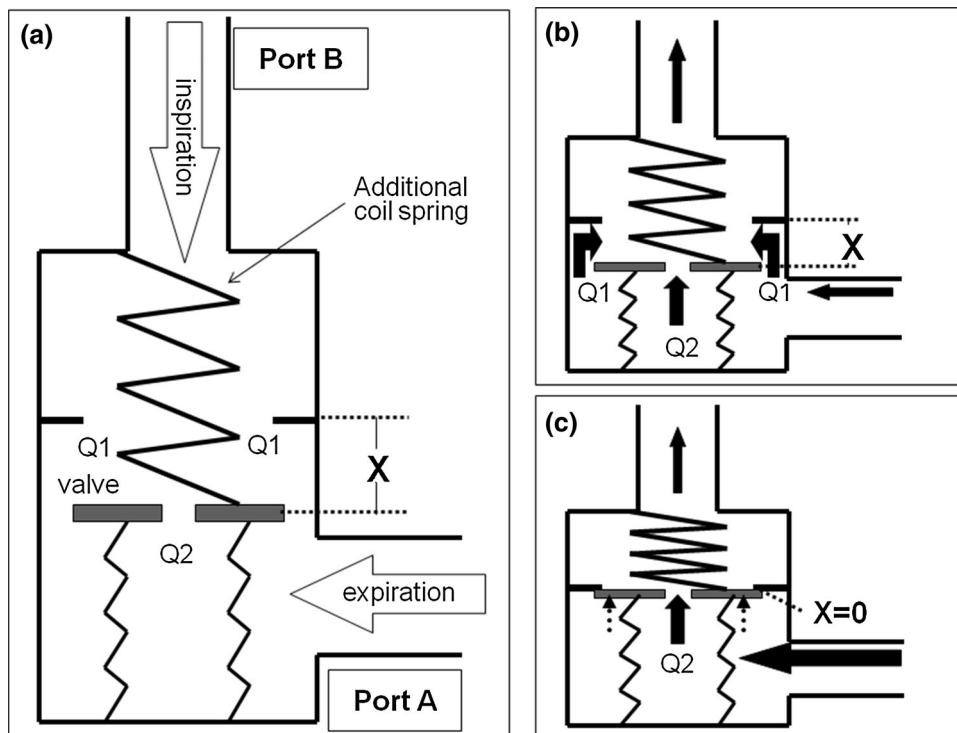 (a)
Port B
inspiration
Additional
coil spring
Q1
Q1
X
valve
Q2
expiration
Port A
(b)
X
Q1
Q1
Q2
(c)
X=0
Q2